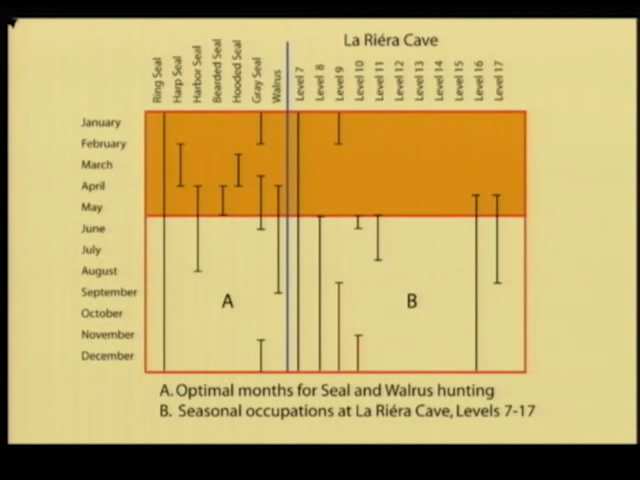 La Riéra Cave
Ring Seal
Harp Seal
Harbor Seal
Bearded Seal
Hooded Seal
Gray Seal
Walrus
Level 7
Level 8
Level 9
Level 10
Level 11
Level 12
Level 13
Level 14
Level 15
Level 16
Level 17
January
February
March
April
May
June
July
August
September
October
November
December
A
B
A. Optimal months for Seal and Walrus hunting
B. Seasonal occupations at La Riéra Cave, Levels 7-17